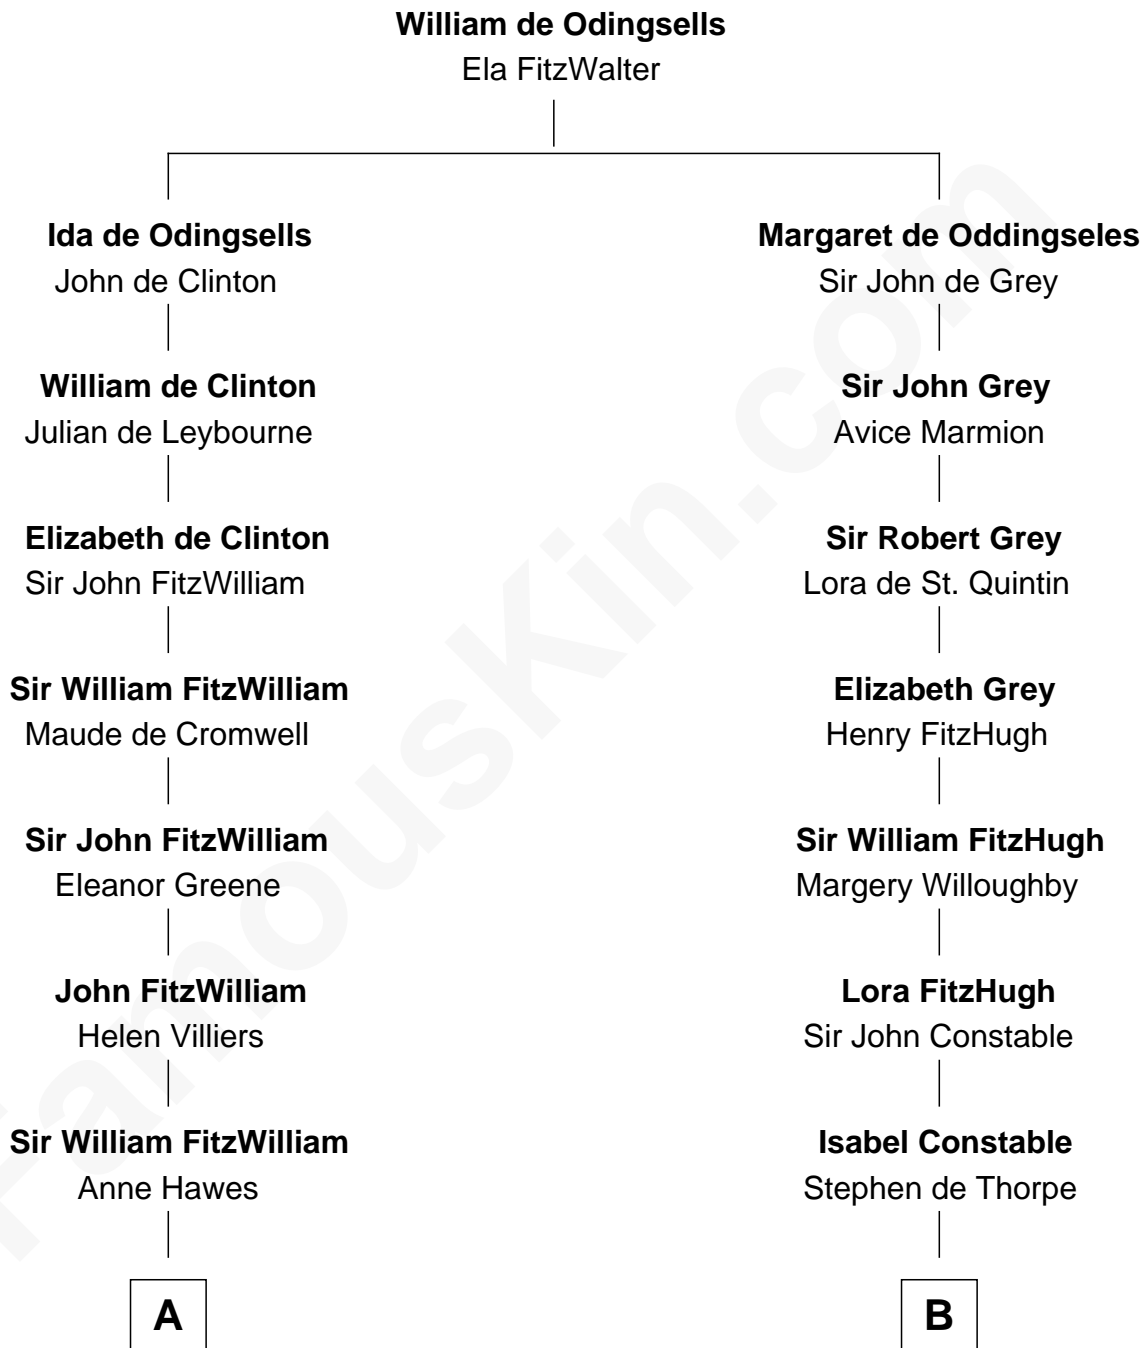 William de Odingsells
Ela FitzWalter
Ida de Odingsells
John de Clinton
William de Clinton
Julian de Leybourne
Elizabeth de Clinton
Sir John FitzWilliam
Sir William FitzWilliam
Maude de Cromwell
Sir John FitzWilliam
Eleanor Greene
John FitzWilliam
Helen Villiers
Sir William FitzWilliam
Anne Hawes
A
Margaret de Oddingseles
Sir John de Grey
Sir John Grey
Avice Marmion
Sir Robert Grey
Lora de St. Quintin
Elizabeth Grey
Henry FitzHugh
Sir William FitzHugh
Margery Willoughby
Lora FitzHugh
Sir John Constable
Isabel Constable
Stephen de Thorpe
B
FamousKin.com